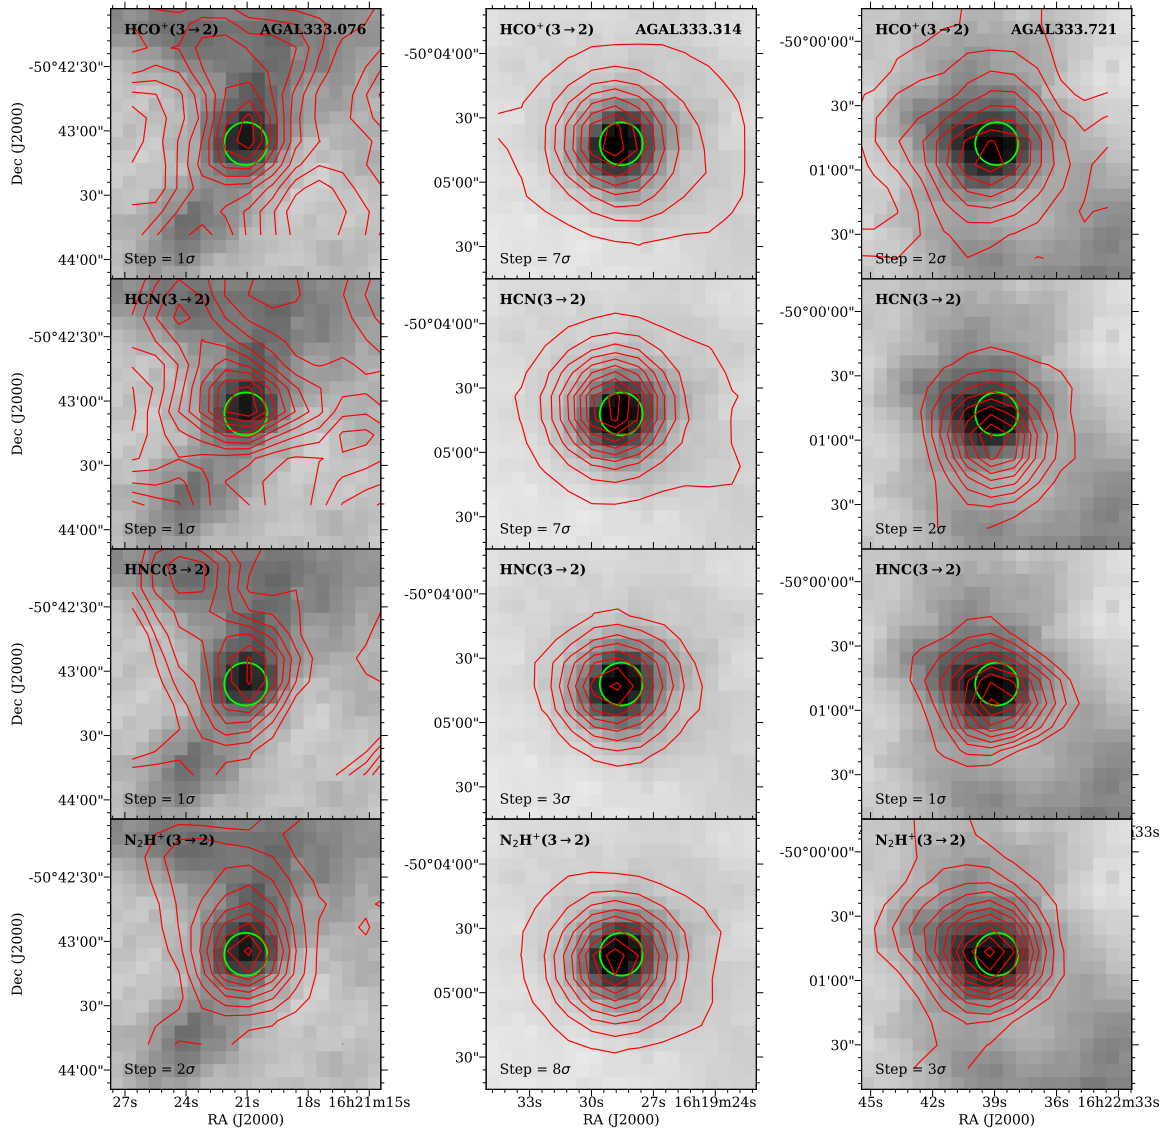 HCO⁺(3→2) AGAL333.076
HCO⁺(3→2) AGAL333.314
HCO⁺(3→2) AGAL333.721
Dec (J2000)
-50°42'30"
43'00"
30"
44'00"
Step = 1σ
-50°04'00"
30"
05'00"
30"
Step = 7σ
-50°00'00"
30"
01'00"
30"
Step = 2σ
HCN(3→2)
HCN(3→2)
HCN(3→2)
Dec (J2000)
-50°42'30"
43'00"
30"
44'00"
Step = 1σ
-50°04'00"
30"
05'00"
30"
Step = 7σ
-50°00'00"
30"
01'00"
30"
Step = 2σ
HNC(3→2)
HNC(3→2)
HNC(3→2)
Dec (J2000)
-50°42'30"
43'00"
30"
44'00"
Step = 1σ
-50°04'00"
30"
05'00"
30"
Step = 3σ
-50°00'00"
30"
01'00"
30"
Step = 1σ
N₂H⁺(3→2)
N₂H⁺(3→2)
N₂H⁺(3→2)
Dec (J2000)
-50°42'30"
43'00"
30"
44'00"
Step = 2σ
-50°04'00"
30"
05'00"
30"
Step = 8σ
-50°00'00"
30"
01'00"
30"
Step = 3σ
27s 24s 21s 18s 16h21m15s
33s 30s 27s 16h19m24s
45s 42s 39s 36s 16h22m33s
RA (J2000)
RA (J2000)
RA (J2000)